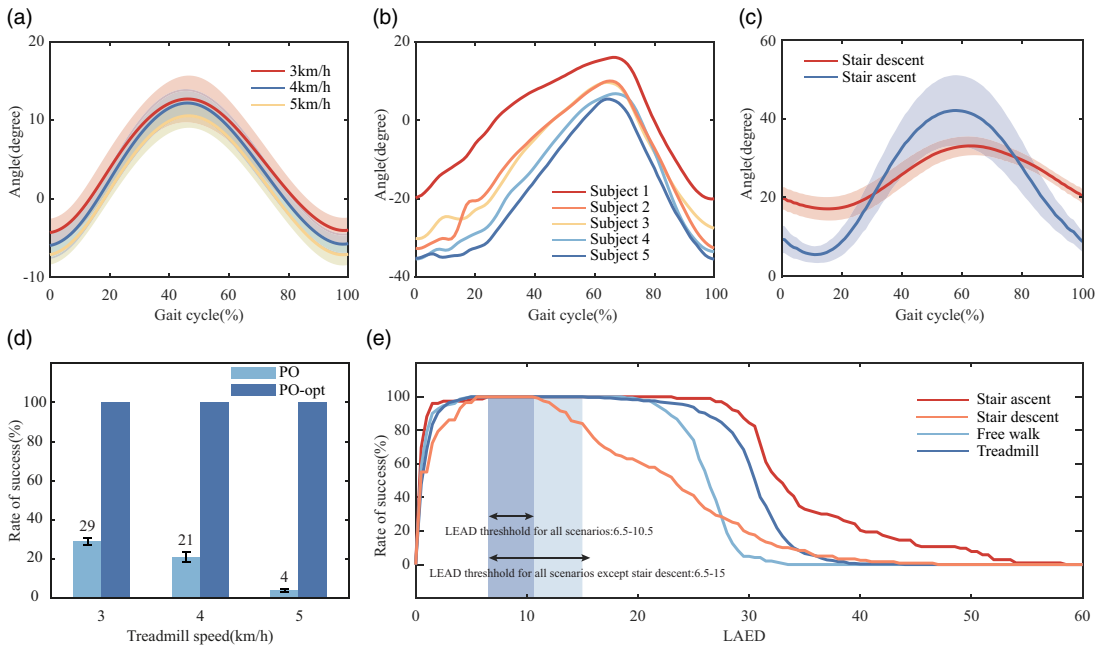 (a)
20
10
0
-10
Angle(degree)
0 20 40 60 80 100
Gait cycle(%)
3km/h
4km/h
5km/h
(b)
20
0
-20
-40
Angle(degree)
0 20 40 60 80 100
Gait cycle(%)
Subject 1
Subject 2
Subject 3
Subject 4
Subject 5
(c)
60
40
20
0
Angle(degree)
0 20 40 60 80 100
Gait cycle(%)
Stair descent
Stair ascent
(d)
100
80
60
40
20
0
Rate of success(%)
PO
PO-opt
29
21
4
3 4 5
Treadmill speed(km/h)
(e)
100
80
60
40
20
0
Rate of success(%)
Stair ascent
Stair descent
Free walk
Treadmill
LEAD threshhold for all scenarios:6.5-10.5
LEAD threshhold for all scenarios except stair descent:6.5-15
0 10 20 30 40 50 60
LAED